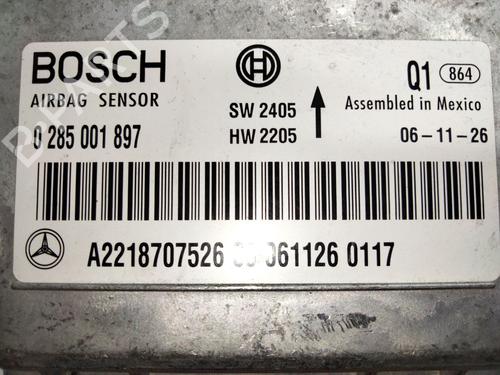 BOSCH
AIRBAG SENSOR
0 285 001 897
SW 2405
HW 2205
Q1 864
Assembled in Mexico
06-11-26
A2218707526 061126 0117
B-PARTS